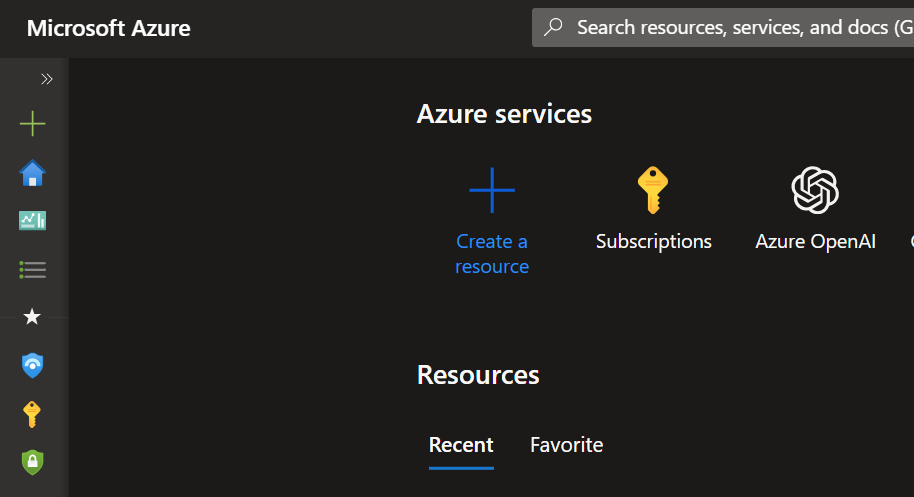 Microsoft Azure
Search resources, services, and docs (G
Azure services
Create a
resource
Subscriptions
Azure OpenAI
Resources
Recent
Favorite